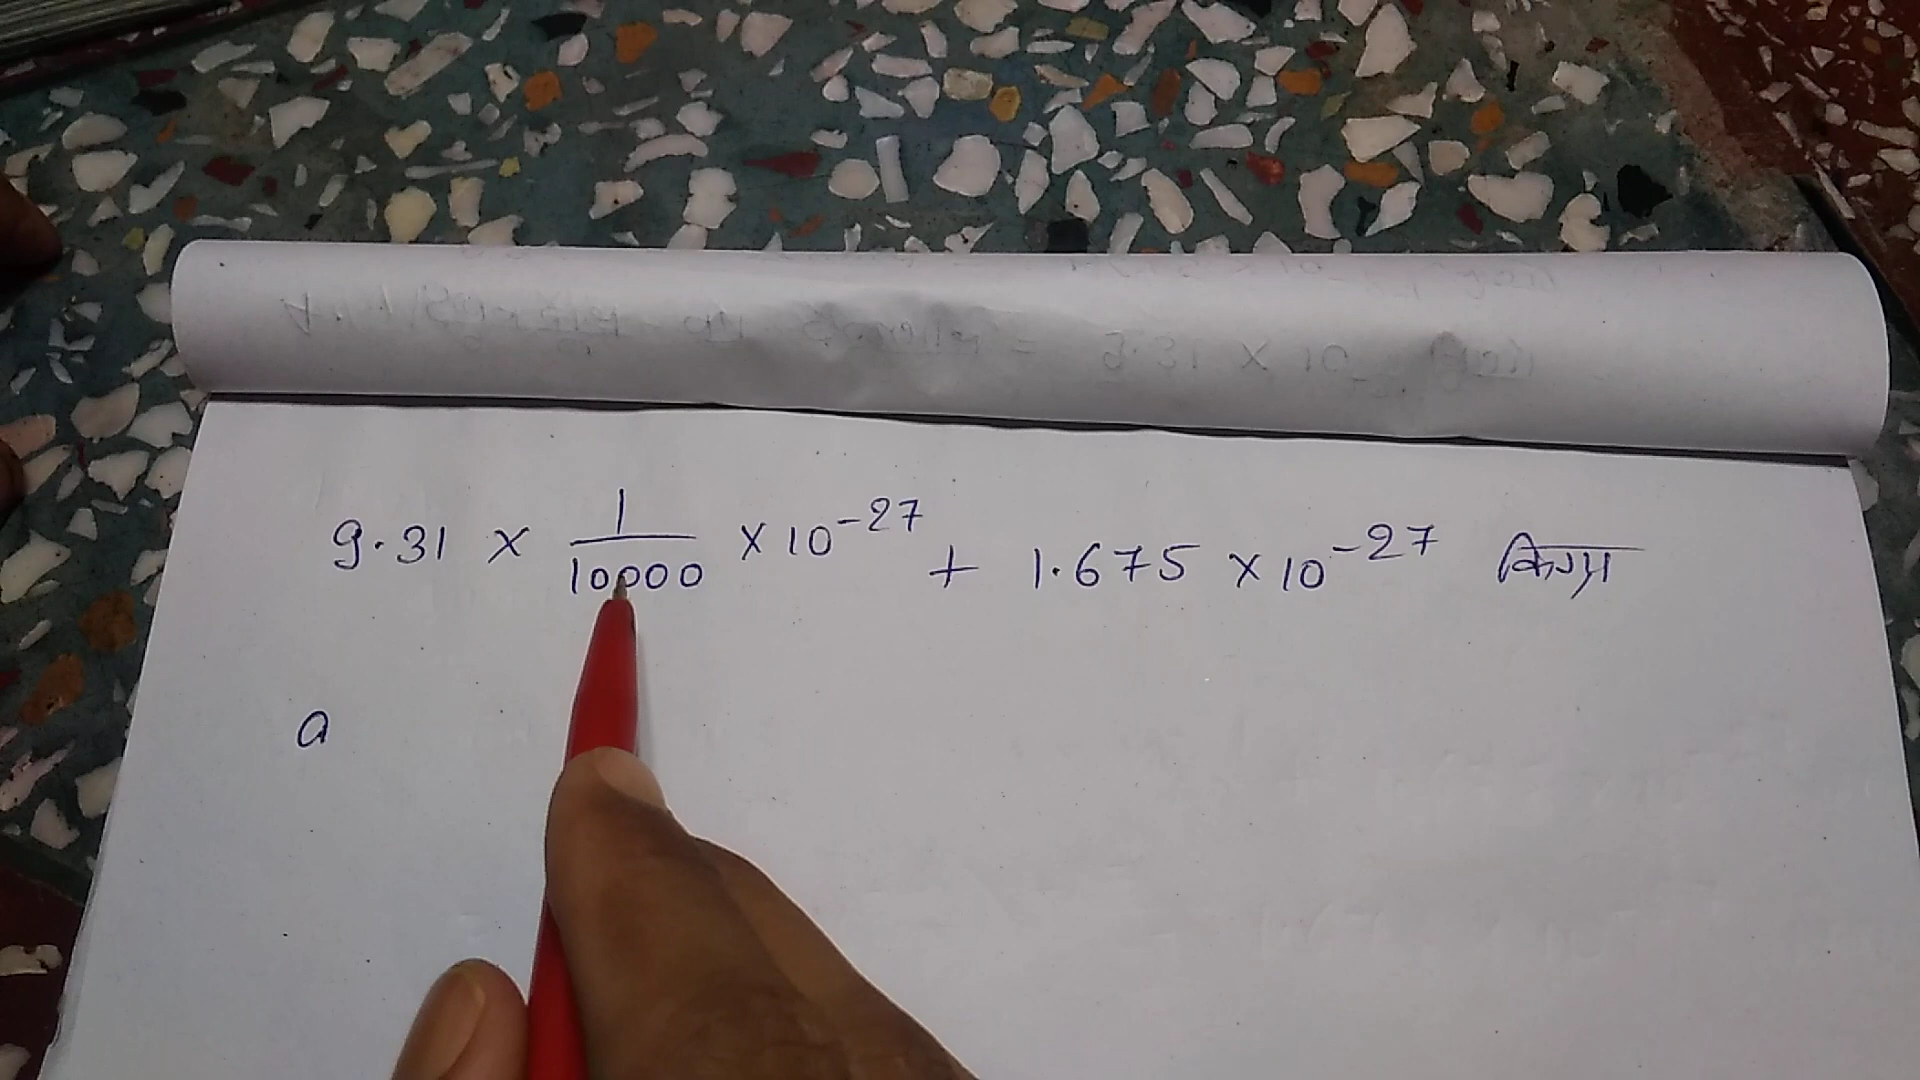 9.31 × 1/10000 × 10^-27 + 1.675 × 10^-27 किग्रा
a